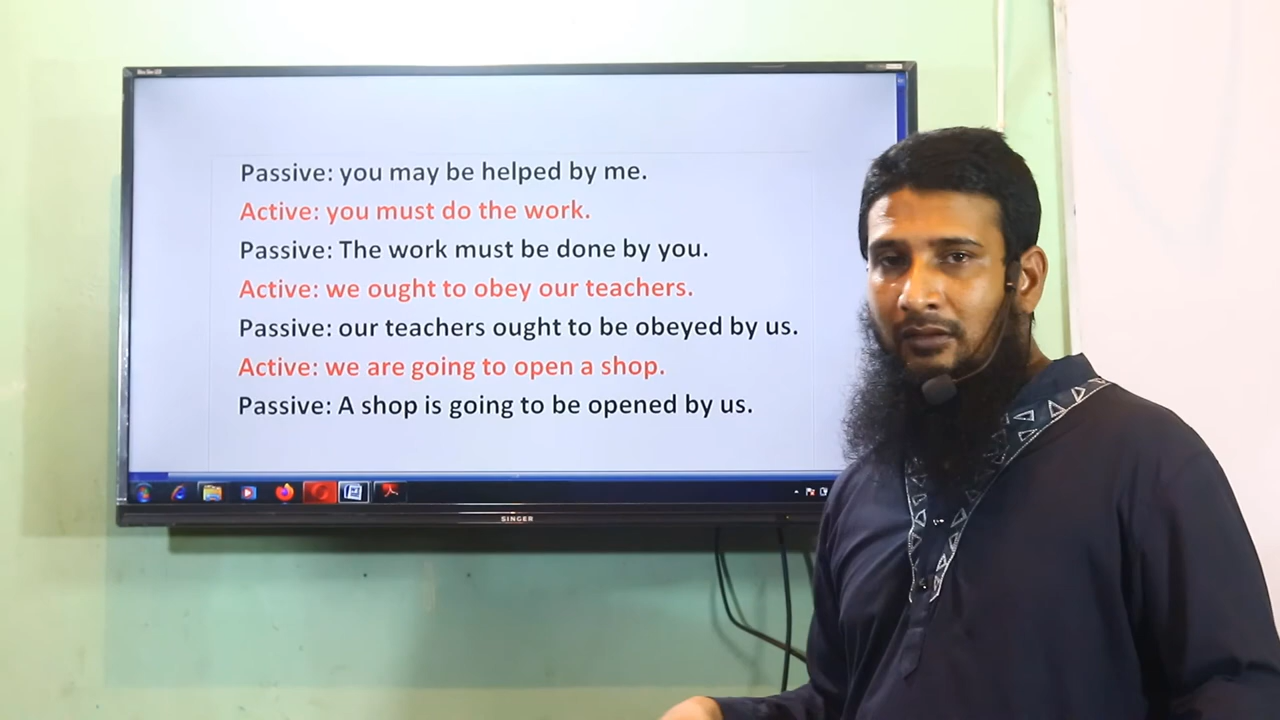 Passive: you may be helped by me.
Active: you must do the work.
Passive: The work must be done by you.
Active: we ought to obey our teachers.
Passive: our teachers ought to be obeyed by us.
Active: we are going to open a shop.
Passive: A shop is going to be opened by us.
SINGER